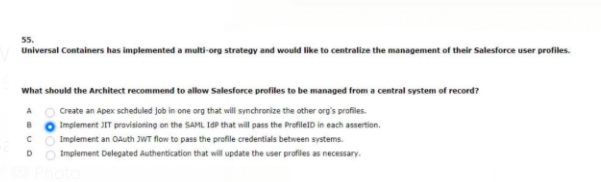 55.
Universal Containers has implemented a multi-org strategy and would like to centralize the management of their Salesforce user profiles.
What should the Architect recommend to allow Salesforce profiles to be managed from a central system of record?
A Create an Apex scheduled job in one org that will synchronize the other org's profiles.
B Implement JIT provisioning on the SAML IdP that will pass the ProfileID in each assertion.
C Implement an OAuth JWT flow to pass the profile credentials between systems.
D Implement Delegated Authentication that will update the user profiles as necessary.